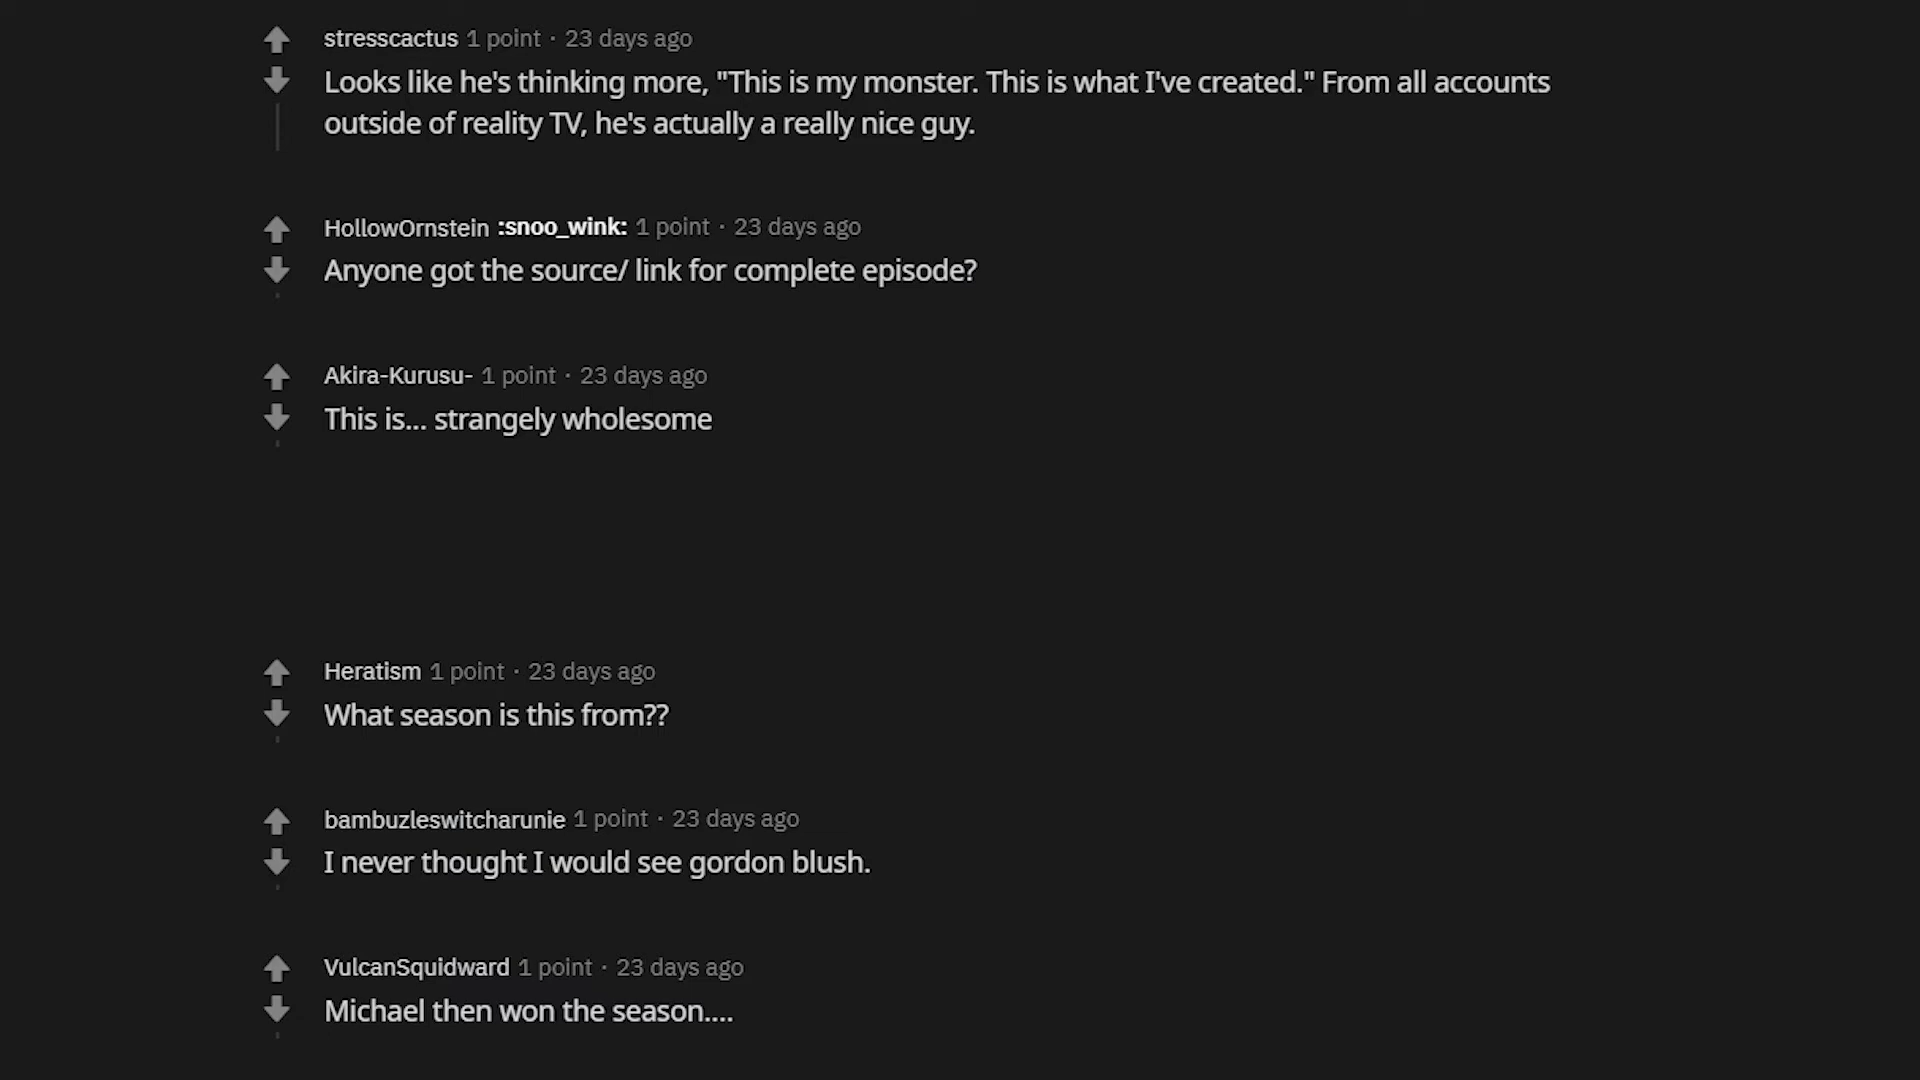 stresscactus 1 point · 23 days ago
Looks like he's thinking more, "This is my monster. This is what I've created." From all accounts
outside of reality TV, he's actually a really nice guy.
HollowOrnstein :snoo_wink: 1 point · 23 days ago
Anyone got the source/ link for complete episode?
Akira-Kurusu- 1 point · 23 days ago
This is... strangely wholesome
Heratism 1 point · 23 days ago
What season is this from??
bambuzleswitcharunie 1 point · 23 days ago
I never thought I would see gordon blush.
VulcanSquidward 1 point · 23 days ago
Michael then won the season....